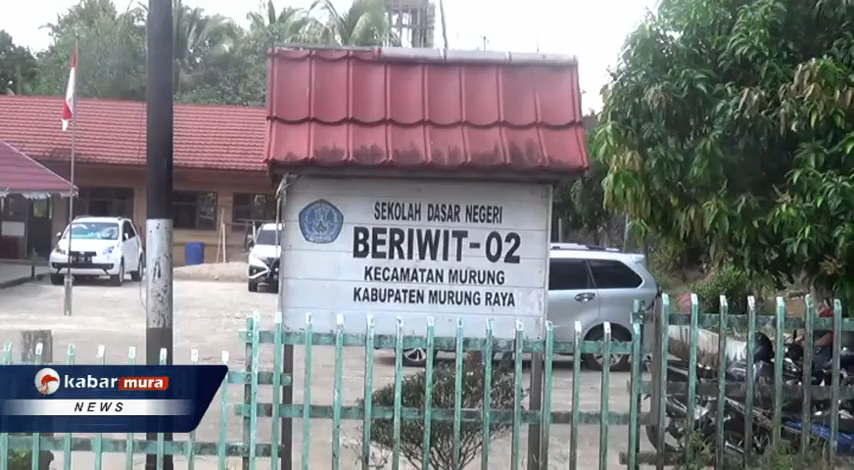 SEKOLAH DASAR NEGERI
BERIWIT-02
KECAMATAN MURUNG
KABUPATEN MURUNG RAYA
kabar mura
NEWS